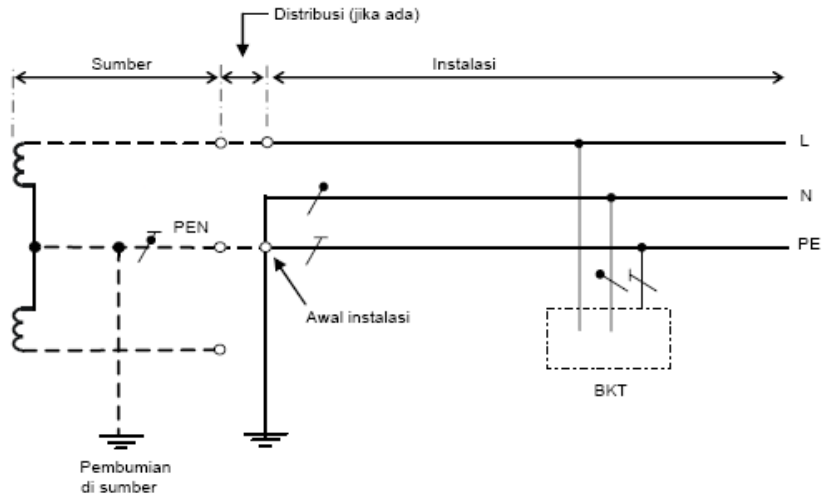 Distribusi (jika ada)
Sumber
Instalasi
L
N
PEN
PE
Awal instalasi
BKT
Pembumian
di sumber